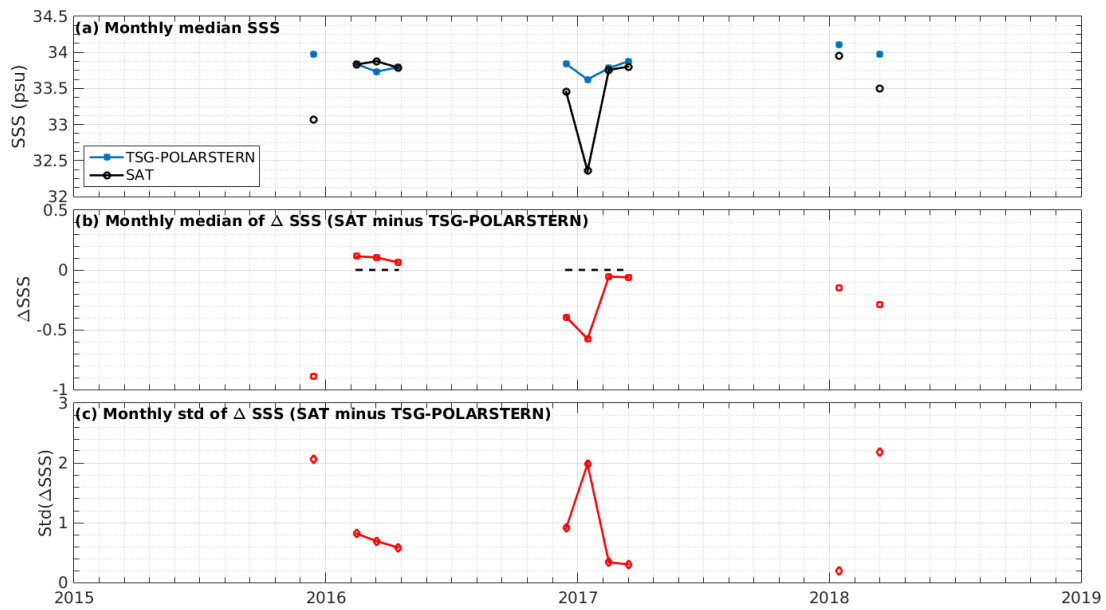 (a) Monthly median SSS
34.5
34
33.5
33
32.5
32
SSS (psu)
TSG-POLARSTERN
SAT
(b) Monthly median of Δ SSS (SAT minus TSG-POLARSTERN)
0.5
0
-0.5
-1
ΔSSS
(c) Monthly std of Δ SSS (SAT minus TSG-POLARSTERN)
3
2
1
0
Std(ΔSSS)
2015 2016 2017 2018 2019